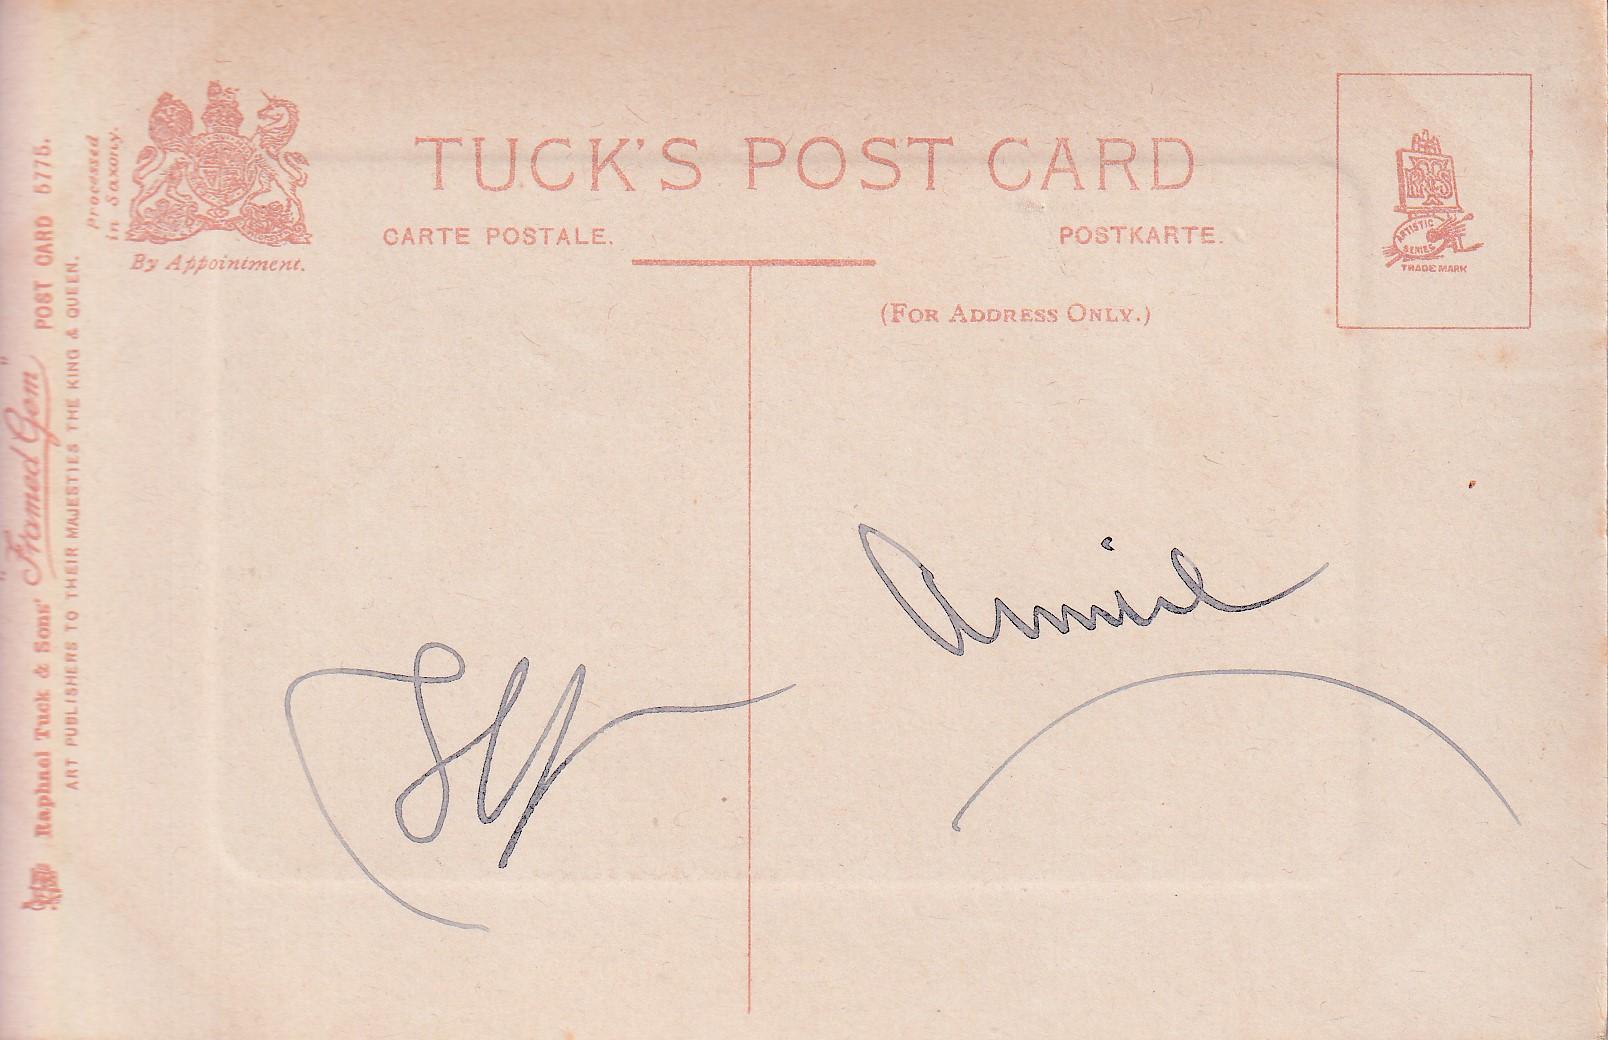 TUCK'S POST CARD
CARTE POSTALE.
POSTKARTE.
(FOR ADDRESS ONLY.)
By Appointment.
Processed
in Saxony.
Raphael Tuck & Sons' "Framed Gem" POST CARD 5775.
ART PUBLISHERS TO THEIR MAJESTIES THE KING & QUEEN.
ARTISTIC
SERIES
TRADE MARK
Annie